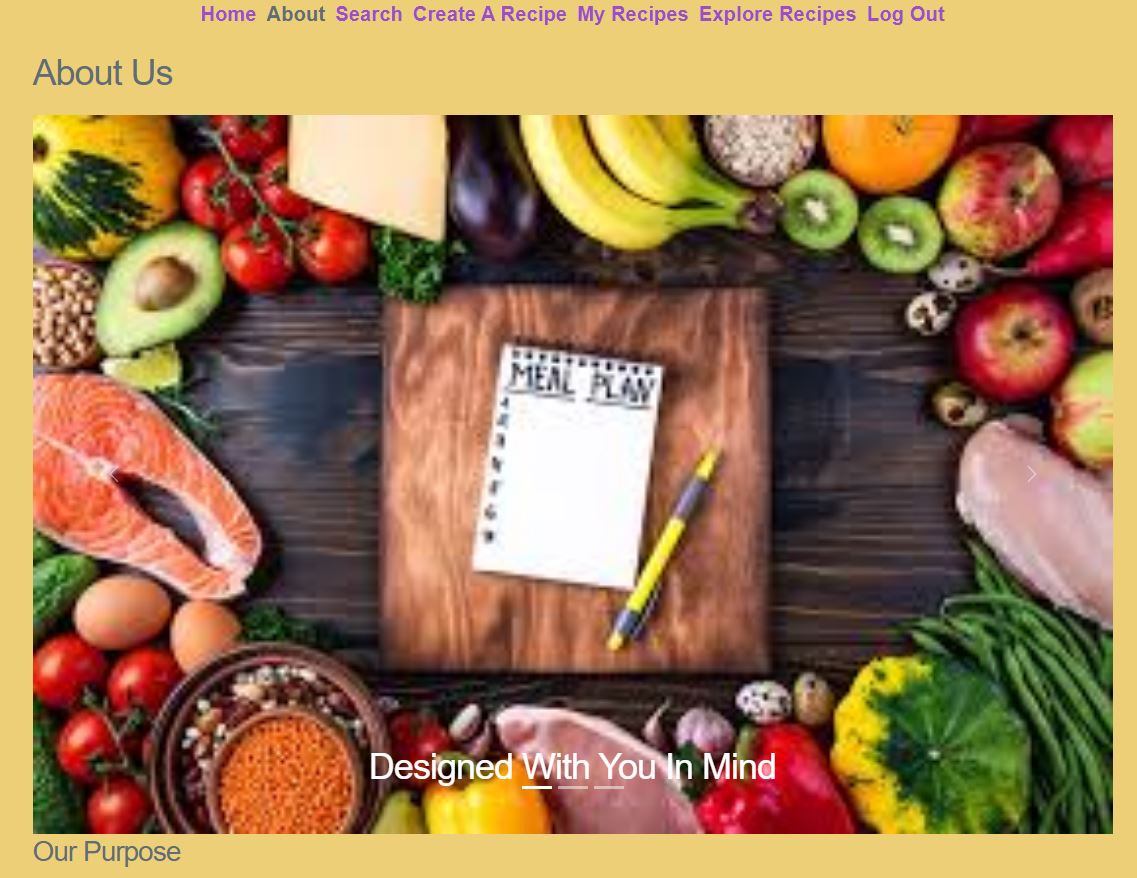 Home About Search Create A Recipe My Recipes Explore Recipes Log Out
About Us
MEAL PLAN
Designed With You In Mind
Our Purpose